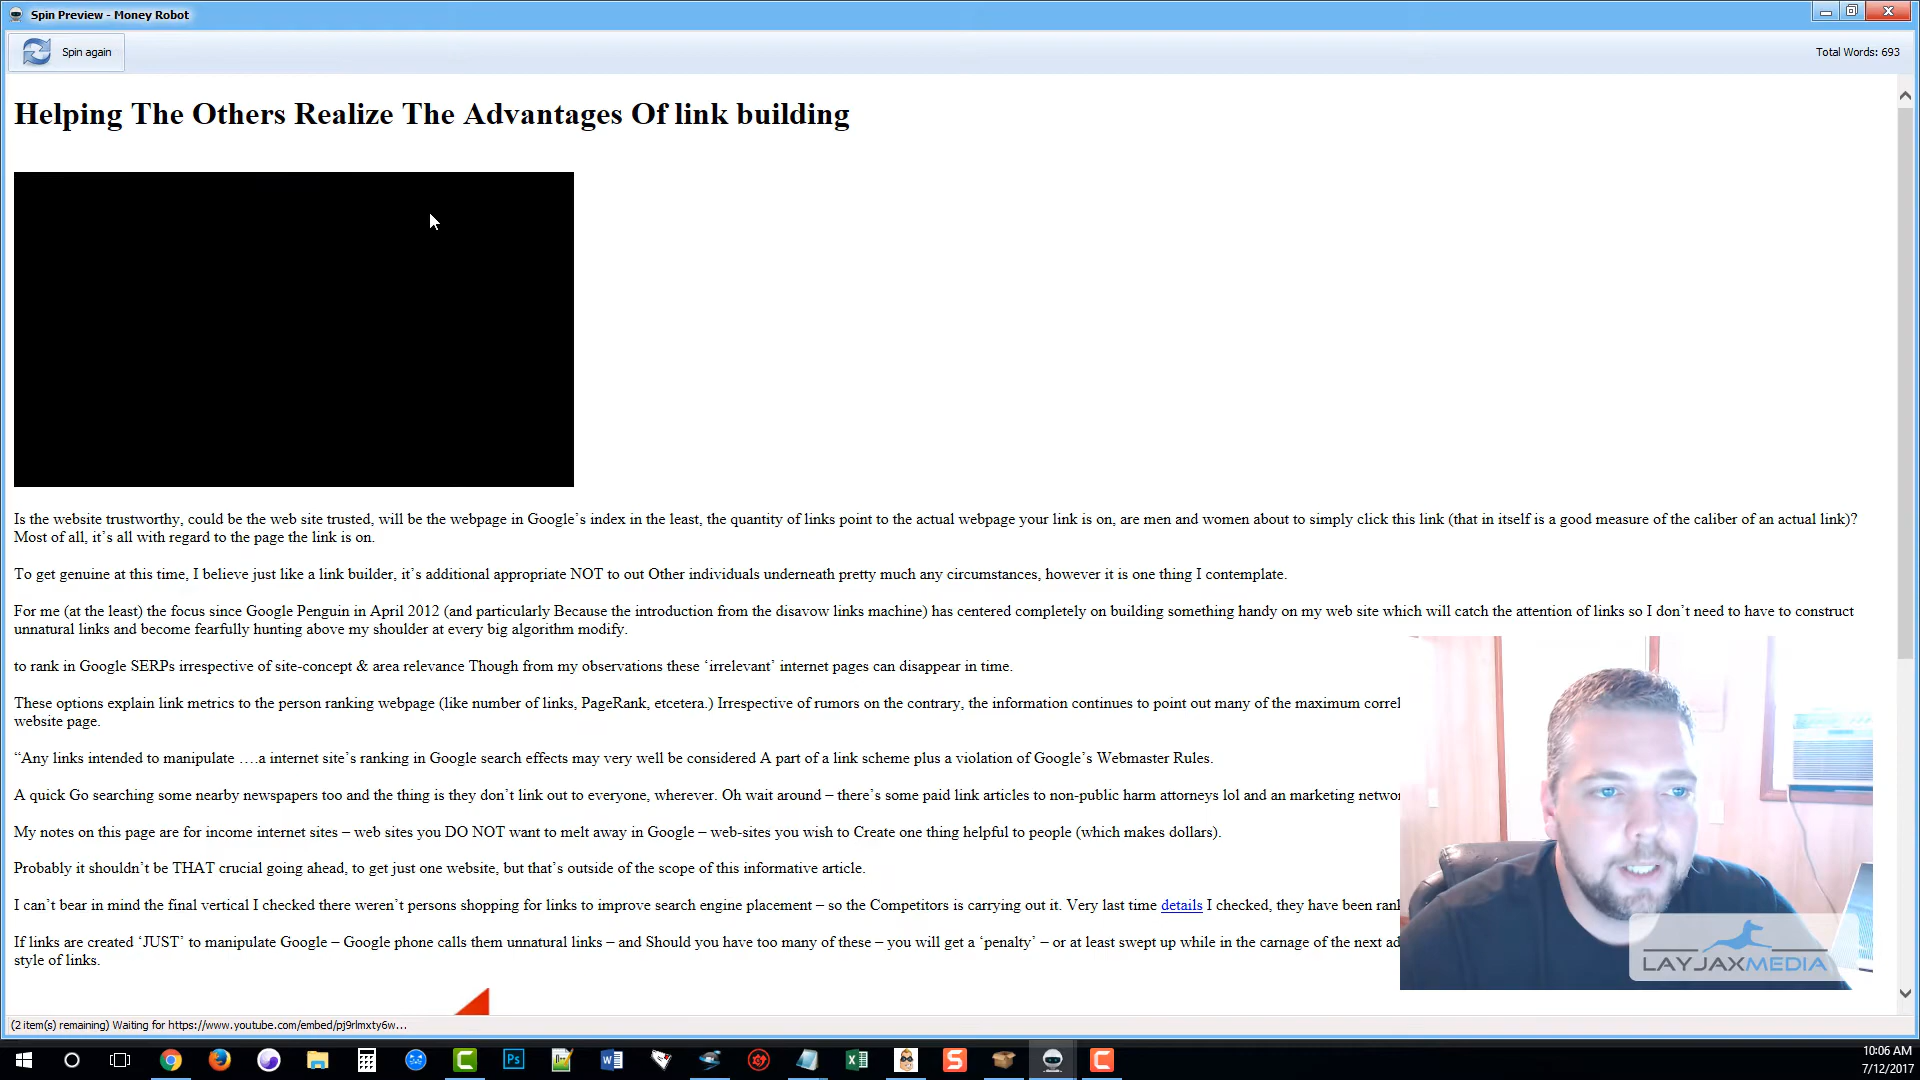 Spin Preview - Money Robot
Spin again
Total Words: 693
Helping The Others Realize The Advantages Of link building
Is the website trustworthy, could be the web site trusted, will be the webpage in Google’s index in the least, the quantity of links point to the actual webpage your link is on, are men and women about to simply click this link (that in itself is a good measure of the caliber of an actual link)?
Most of all, it’s all with regard to the page the link is on.
To get genuine at this time, I believe just like a link builder, it’s additional appropriate NOT to out Other individuals underneath pretty much any circumstances, however it is one thing I contemplate.
For me (at the least) the focus since Google Penguin in April 2012 (and particularly Because the introduction from the disavow links machine) has centered completely on building something handy on my web site which will catch the attention of links so I don’t need to have to construct
unnatural links and become fearfully hunting above my shoulder at every big algorithm modify.
to rank in Google SERPs irrespective of site-concept & area relevance Though from my observations these ‘irrelevant’ internet pages can disappear in time.
These options explain link metrics to the person ranking webpage (like number of links, PageRank, etcetera.) Irrespective of rumors on the contrary, the information continues to point out many of the maximum correl
website page.
“Any links intended to manipulate ….a internet site’s ranking in Google search effects may very well be considered A part of a link scheme plus a violation of Google’s Webmaster Rules.
A quick Go searching some nearby newspapers too and the thing is they don’t link out to everyone, wherever. Oh wait around – there’s some paid link articles to non-public harm attorneys lol and an marketing networ
My notes on this page are for income internet sites – web sites you DO NOT want to melt away in Google – web-sites you wish to Create one thing helpful to people (which makes dollars).
Probably it shouldn’t be THAT crucial going ahead, to get just one website, but that’s outside of the scope of this informative article.
I can’t bear in mind the final vertical I checked there weren’t persons shopping for links to improve search engine placement – so the Competitors is carrying out it. Very last time details I checked, they have been ranl
If links are created ‘JUST’ to manipulate Google – Google phone calls them unnatural links – and Should you have too many of these – you will get a ‘penalty’ – or at least swept up while in the carnage of the next ad
style of links.
LAYJAXMEDIA
(2 item(s) remaining) Waiting for https://www.youtube.com/embed/pj9rlmxty6w...
10:06 AM
7/12/2017